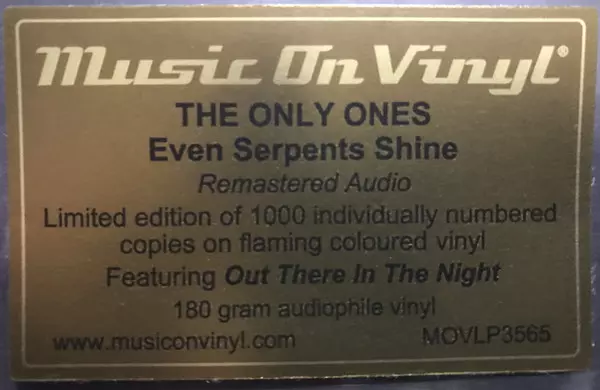 Music On Vinyl®
THE ONLY ONES
Even Serpents Shine
Remastered Audio
Limited edition of 1000 individually numbered
copies on flaming coloured vinyl
Featuring Out There In The Night
180 gram audiophile vinyl
www.musiconvinyl.com MOVLP3565